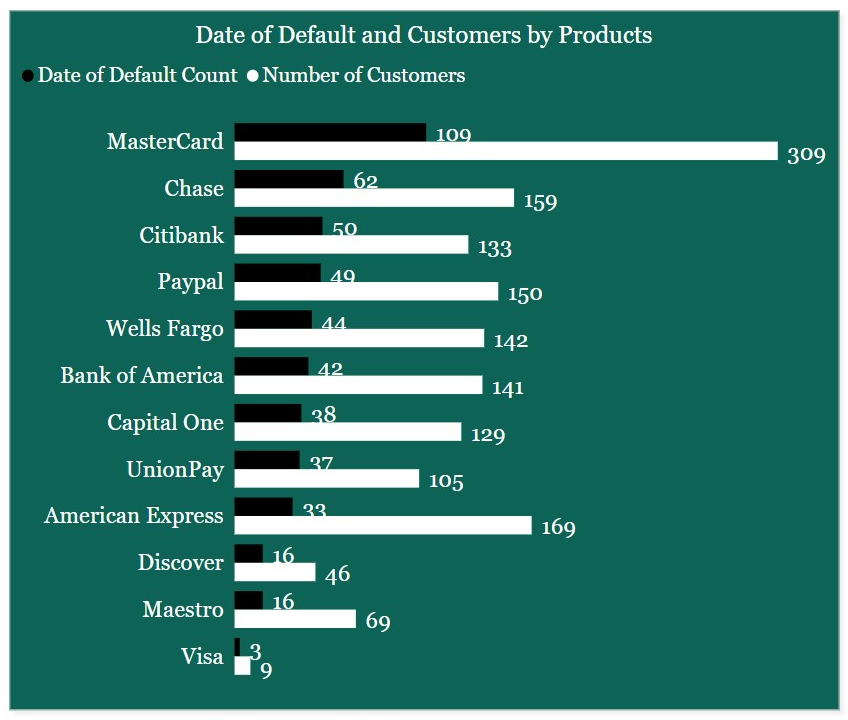 Date of Default and Customers by Products
Date of Default Count Number of Customers
MasterCard 109
309
Chase 62
159
Citibank 50
133
Paypal 49
150
Wells Fargo 44
142
Bank of America 42
141
Capital One 38
129
UnionPay 37
105
American Express 33
169
Discover 16
46
Maestro 16
69
Visa 3
9